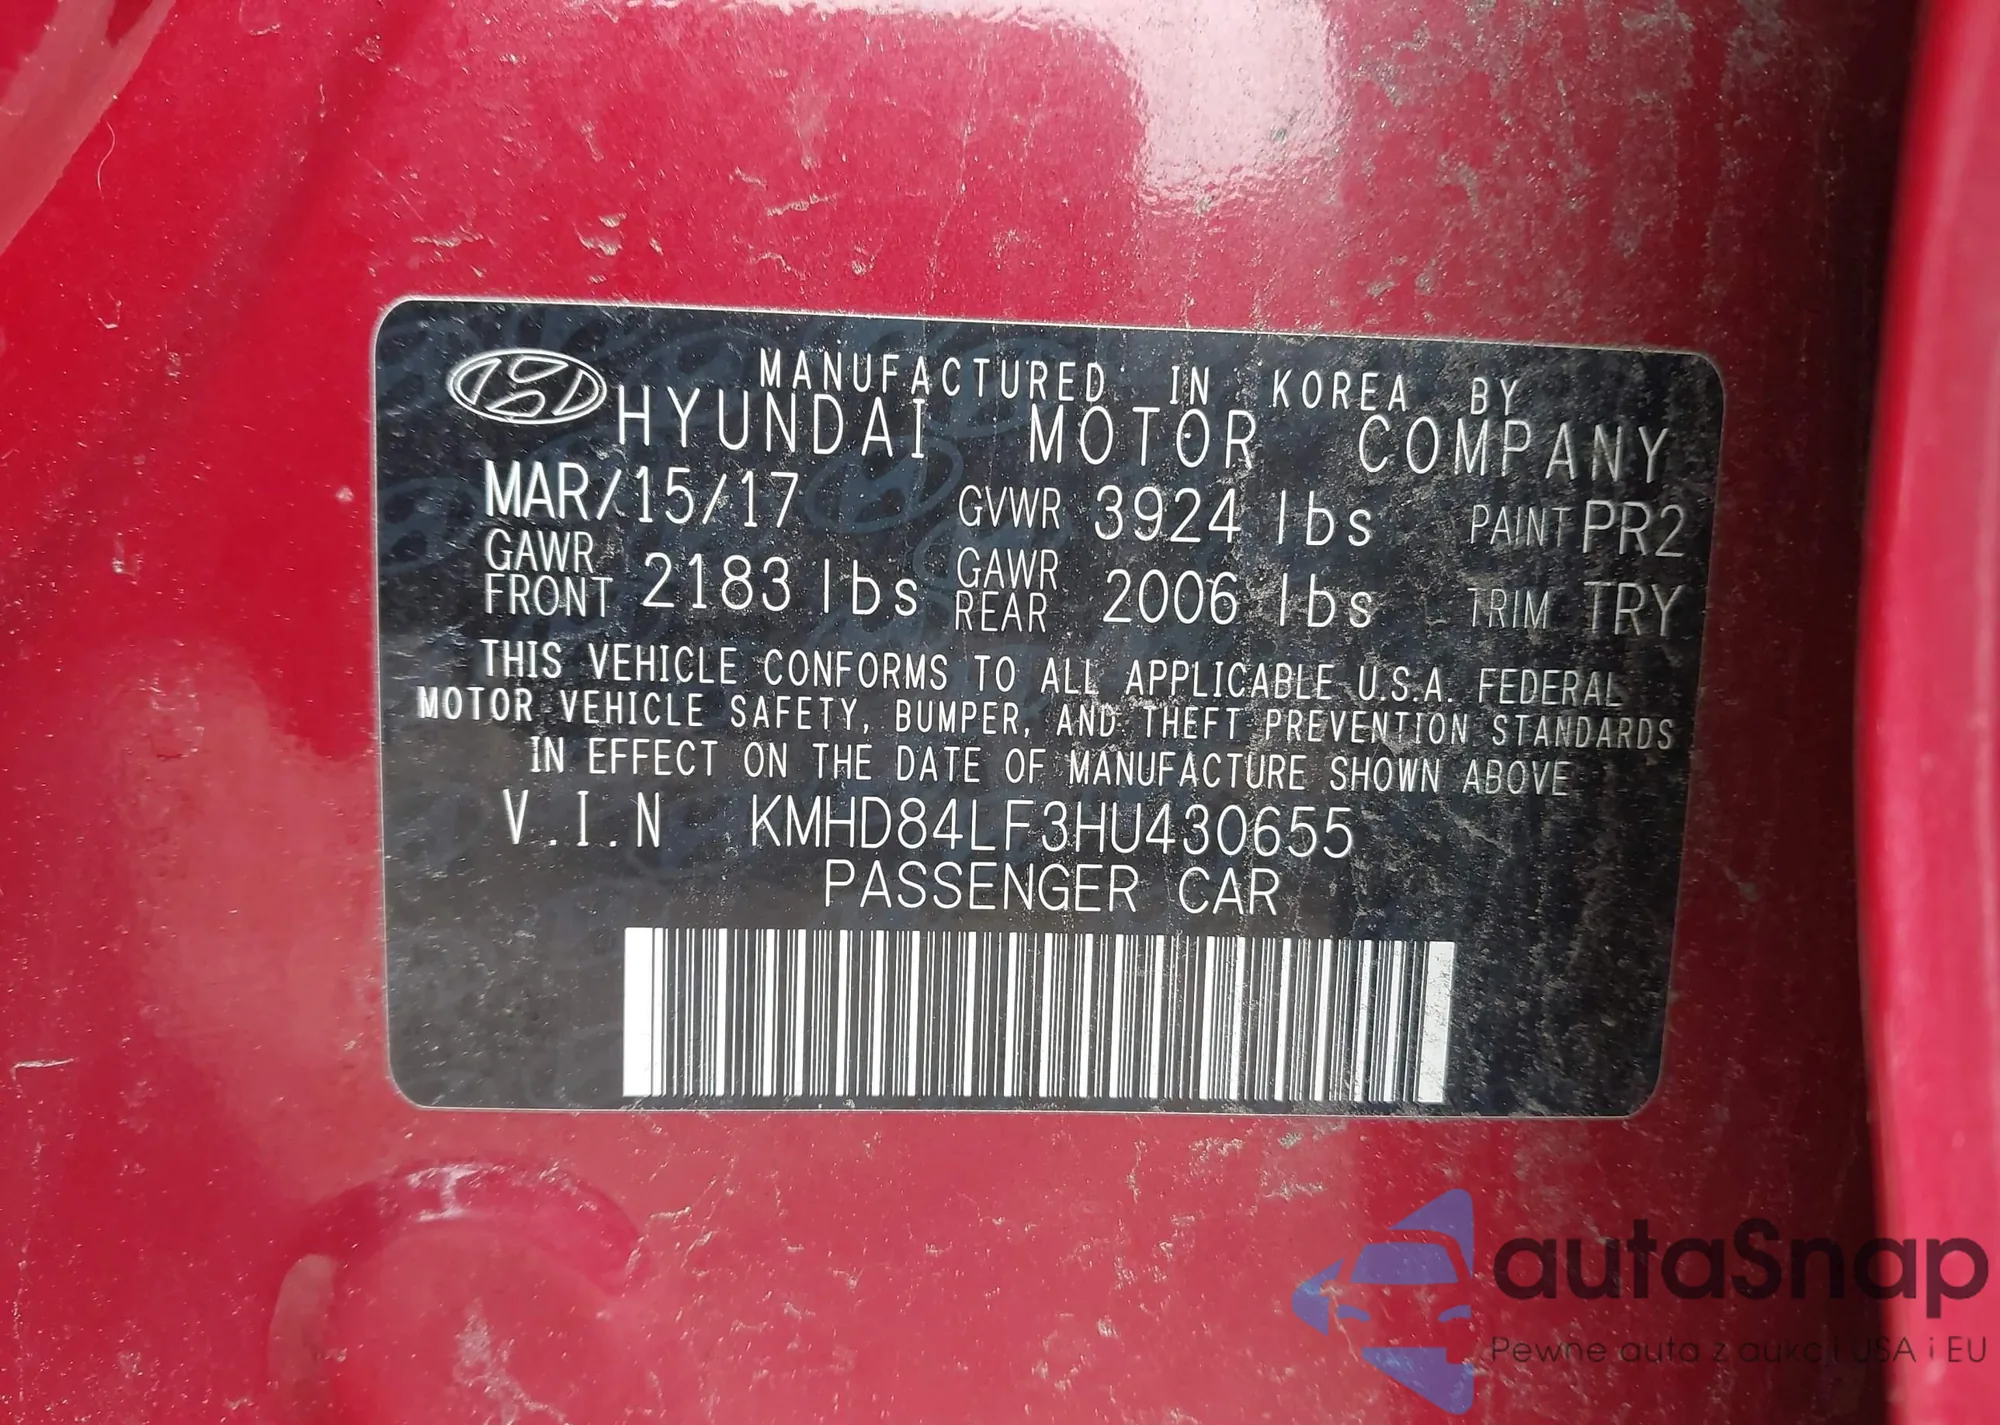 MANUFACTURED IN KOREA BY
HYUNDAI MOTOR COMPANY
MAR/15/17 GVWR 3924 lbs PAINT PR2
GAWR FRONT 2183 lbs GAWR REAR 2006 lbs TRIM TRY
THIS VEHICLE CONFORMS TO ALL APPLICABLE U.S.A. FEDERAL
MOTOR VEHICLE SAFETY, BUMPER, AND THEFT PREVENTION STANDARDS
IN EFFECT ON THE DATE OF MANUFACTURE SHOWN ABOVE
V.I.N KMHD84LF3HU430655
PASSENGER CAR
autaSnap
Pewne auta z aukcji USA i EU